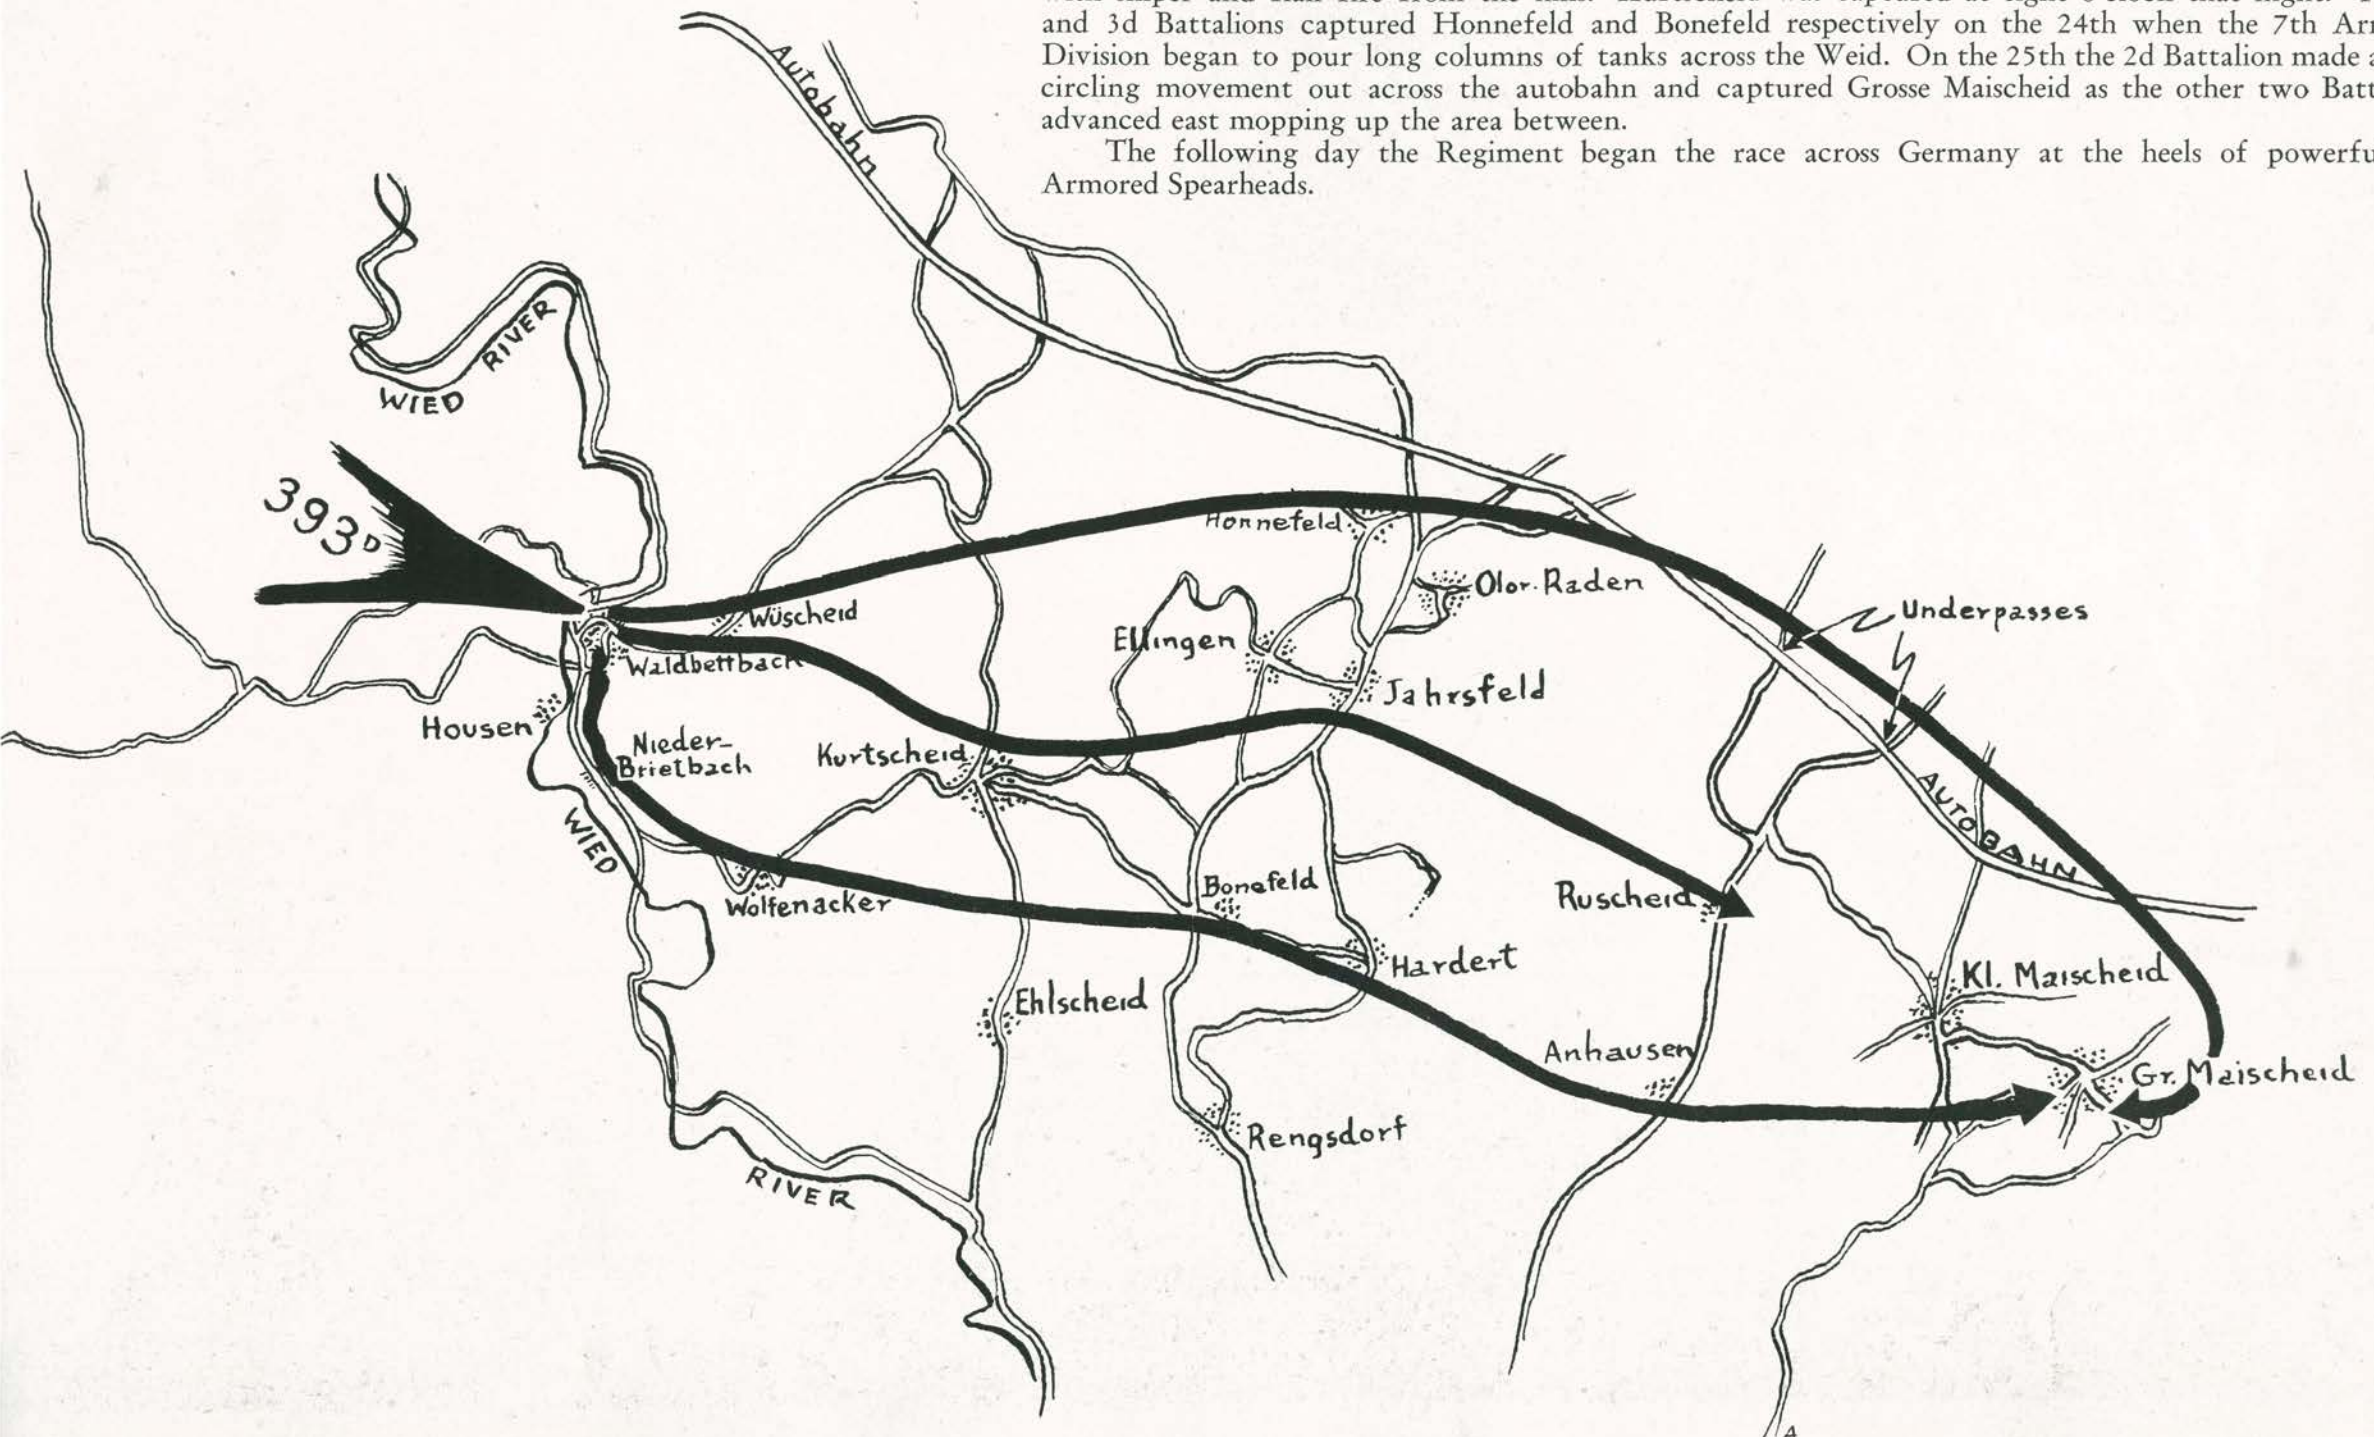 and 3d Battalions captured Honnefeld and Bonefeld respectively on the 24th when the 7th
Division began to pour long columns of tanks across the Weid. On the 25th the 2d Battalion made
circling movement out across the autobahn and captured Grosse Maischeid as the other two
advanced east mopping up the area between.
The following day the Regiment began the race across Germany at the heels of
Armored Spearheads.
Autobahn
WIED RIVER
393D
Honnefeld
Wüscheid
Waldbettbach
Olor. Raden
Underpasses
Ellingen
Jahrsfeld
Housen
Nieder-
Brietbach
Kurtscheid
WIED
AUTOBAHN
Wolfenacker
Bonefeld
Ruscheid
Hardert
Kl. Maischeid
Ehlscheid
Anhausen
Gr. Maischeid
Rengsdorf
RIVER